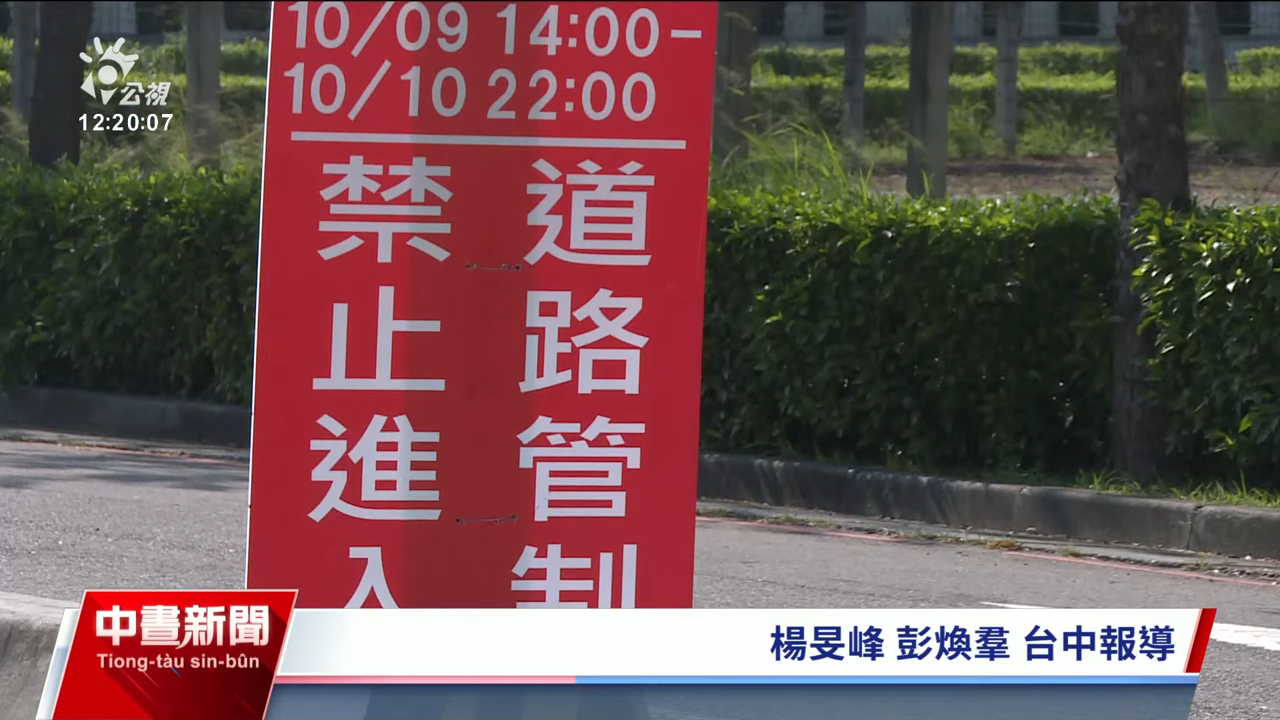 10/09 14:00-
10/10 22:00
道路管制
禁止進入
公視
12:20:07
中晝新聞
Tiong-tàu sin-bûn
楊旻峰 彭煥羣 台中報導